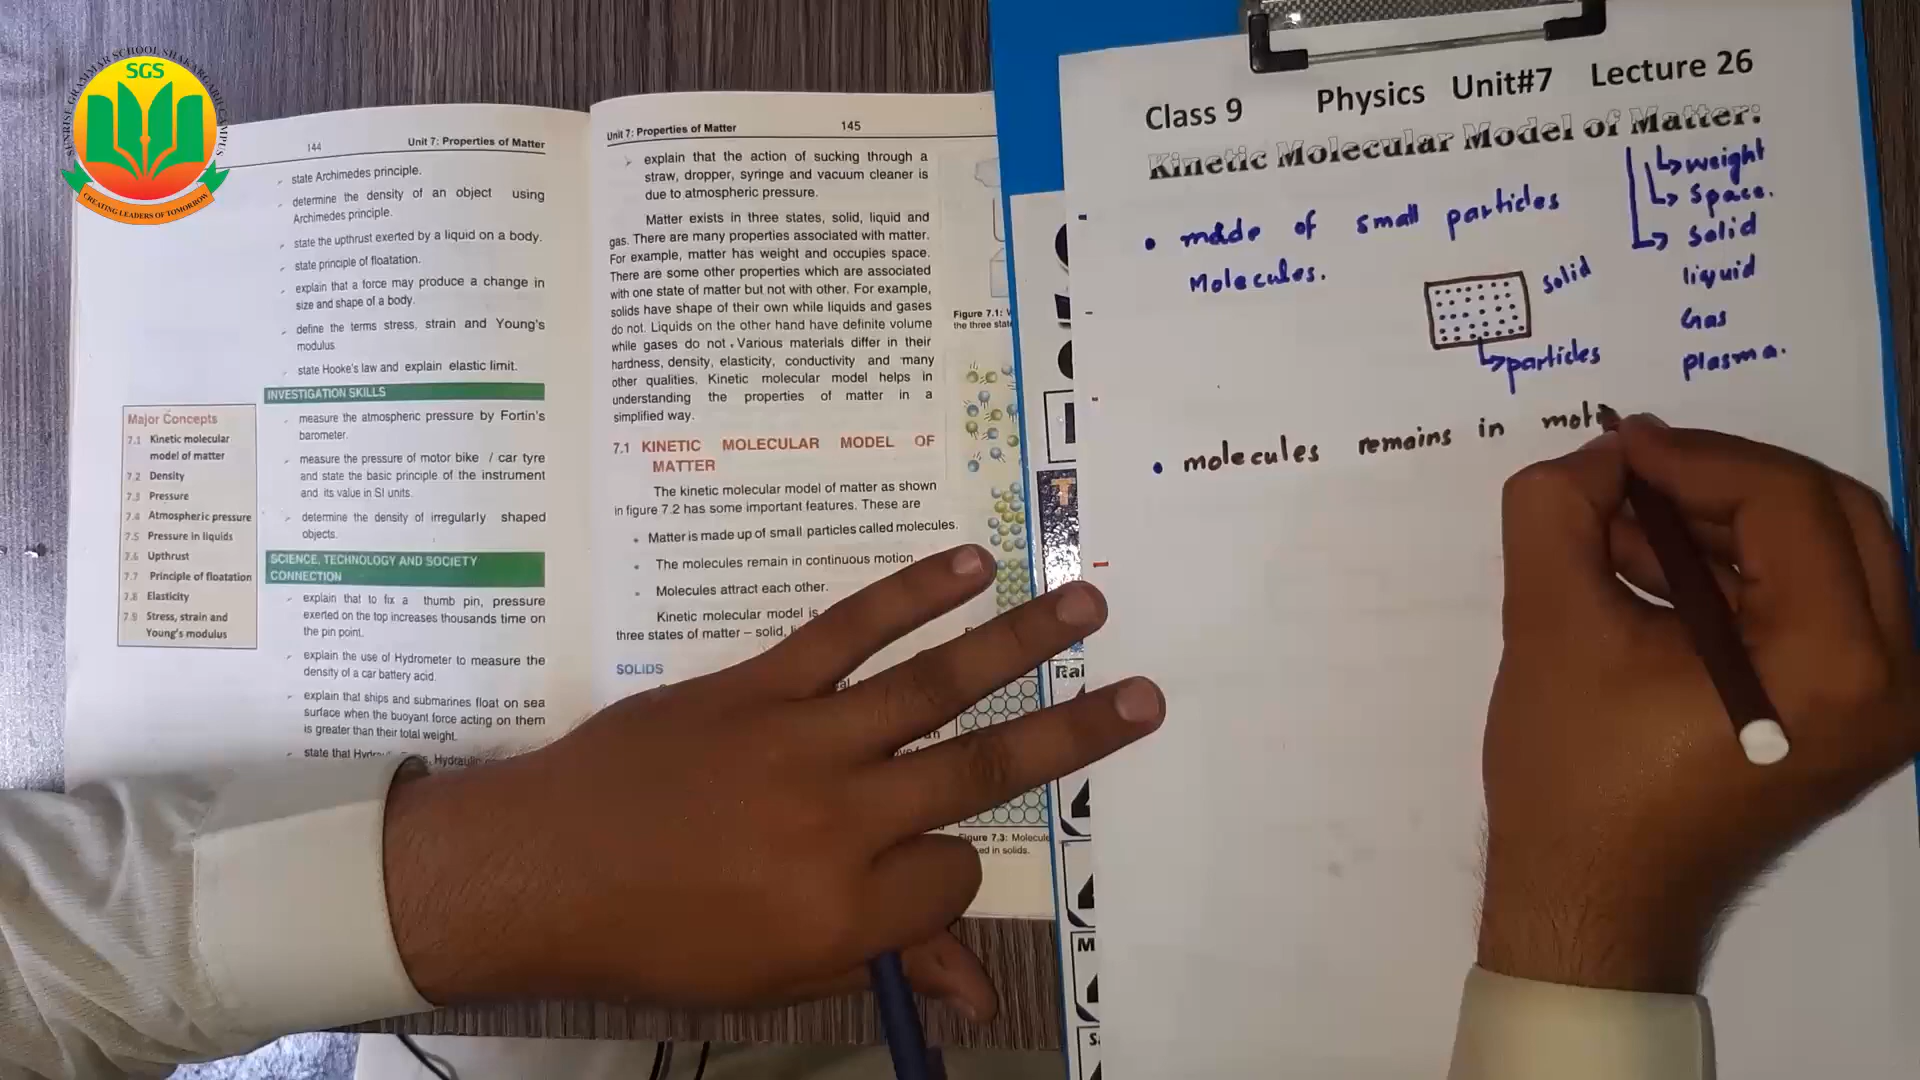 SUNRISE GRAMMAR SCHOOL SHAKARGARH CAMPUS
SGS
CREATING LEADERS OF TOMORROW
144 Unit 7: Properties of Matter
state Archimedes principle.
determine the density of an object using
Archimedes principle.
state the upthrust exerted by a liquid on a body.
state principle of floatation.
explain that a force may produce a change in
size and shape of a body.
define the terms stress, strain and Young's
modulus.
state Hooke's law and explain elastic limit.
INVESTIGATION SKILLS
measure the atmospheric pressure by Fortin's
barometer.
measure the pressure of motor bike / car tyre
and state the basic principle of the instrument
and its value in SI units.
determine the density of irregularly shaped
objects.
SCIENCE, TECHNOLOGY AND SOCIETY
CONNECTION
explain that to fix a thumb pin, pressure
exerted on the top increases thousands time on
the pin point.
explain the use of Hydrometer to measure the
density of a car battery acid.
explain that ships and submarines float on sea
surface when the buoyant force acting on them
is greater than their total weight.
state that
Major Concepts
7.1 Kinetic molecular
model of matter
7.2 Density
7.3 Pressure
7.4 Atmospheric pressure
7.5 Pressure in liquids
7.6 Upthrust
7.7 Principle of floatation
7.8 Elasticity
7.9 Stress, strain and
Young's modulus
Unit 7: Properties of Matter 145
explain that the action of sucking through a
straw, dropper, syringe and vacuum cleaner is
due to atmospheric pressure.
Matter exists in three states, solid, liquid and
gas. There are many properties associated with matter.
For example, matter has weight and occupies space.
There are some other properties which are associated
with one state of matter but not with other. For example,
solids have shape of their own while liquids and gases
do not. Liquids on the other hand have definite volume
while gases do not. Various materials differ in their
hardness, density, elasticity, conductivity and many
other qualities. Kinetic molecular model helps in
understanding the properties of matter in a
simplified way.
7.1 KINETIC MOLECULAR MODEL OF
MATTER
The kinetic molecular model of matter as shown
in figure 7.2 has some important features. These are
• Matter is made up of small particles called molecules.
• The molecules remain in continuous motion.
• Molecules attract each other.
Kinetic molecular model is
three states of matter – solid,
SOLIDS
Figure 7.1:
the three
Figure 7.3:
in solids.
Class 9 Physics Unit#7 Lecture 26
Kinetic Molecular Model of Matter:
weight
space.
solid
liquid
Gas
plasma.
• made of small particles
Molecules.
solid
particles
• molecules remains in moti